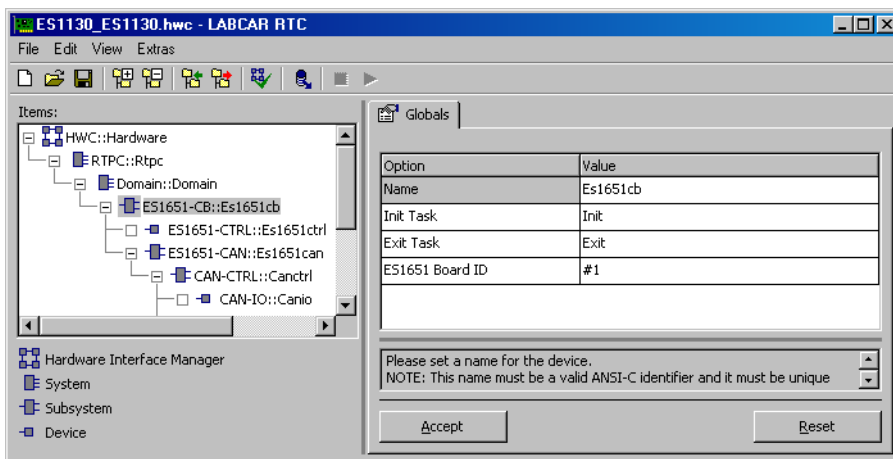 ES1130_ES1130.hwc - LABCAR RTC
File Edit View Extras
Items:
HWC::Hardware
RTPC::Rtpc
Domain::Domain
ES1651-CB::Es1651cb
ES1651-CTRL::Es1651ctrl
ES1651-CAN::Es1651can
CAN-CTRL::Canctrl
CAN-IO::Canio
Hardware Interface Manager
System
Subsystem
Device
Globals
Option Value
Name Es1651cb
Init Task Init
Exit Task Exit
ES1651 Board ID #1
Please set a name for the device.
NOTE: This name must be a valid ANSI-C identifier and it must be unique
Accept Reset